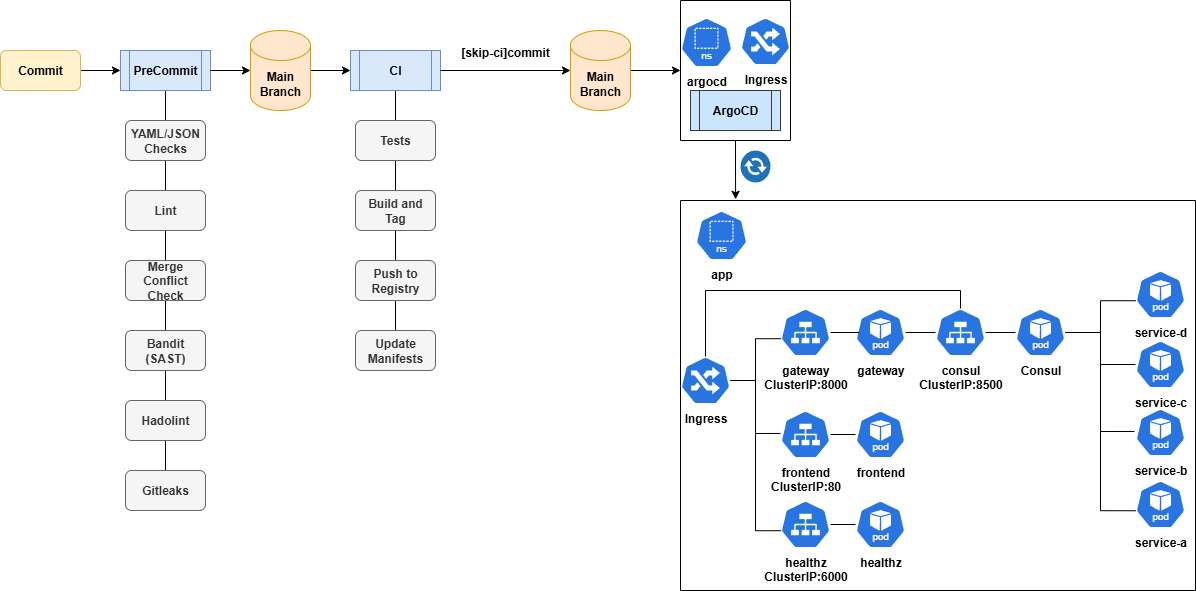 Commit
PreCommit
Main
Branch
CI
[skip-ci]commit
Main
Branch
ns
argocd
Ingress
ArgoCD
YAML/JSON
Checks
Lint
Merge
Conflict
Check
Bandit
(SAST)
Hadolint
Gitleaks
Tests
Build and
Tag
Push to
Registry
Update
Manifests
ns
app
Ingress
gateway
ClusterIP:8000
pod
gateway
consul
ClusterIP:8500
pod
Consul
frontend
ClusterIP:80
pod
frontend
healthz
ClusterIP:6000
pod
healthz
pod
service-d
pod
service-c
pod
service-b
pod
service-a